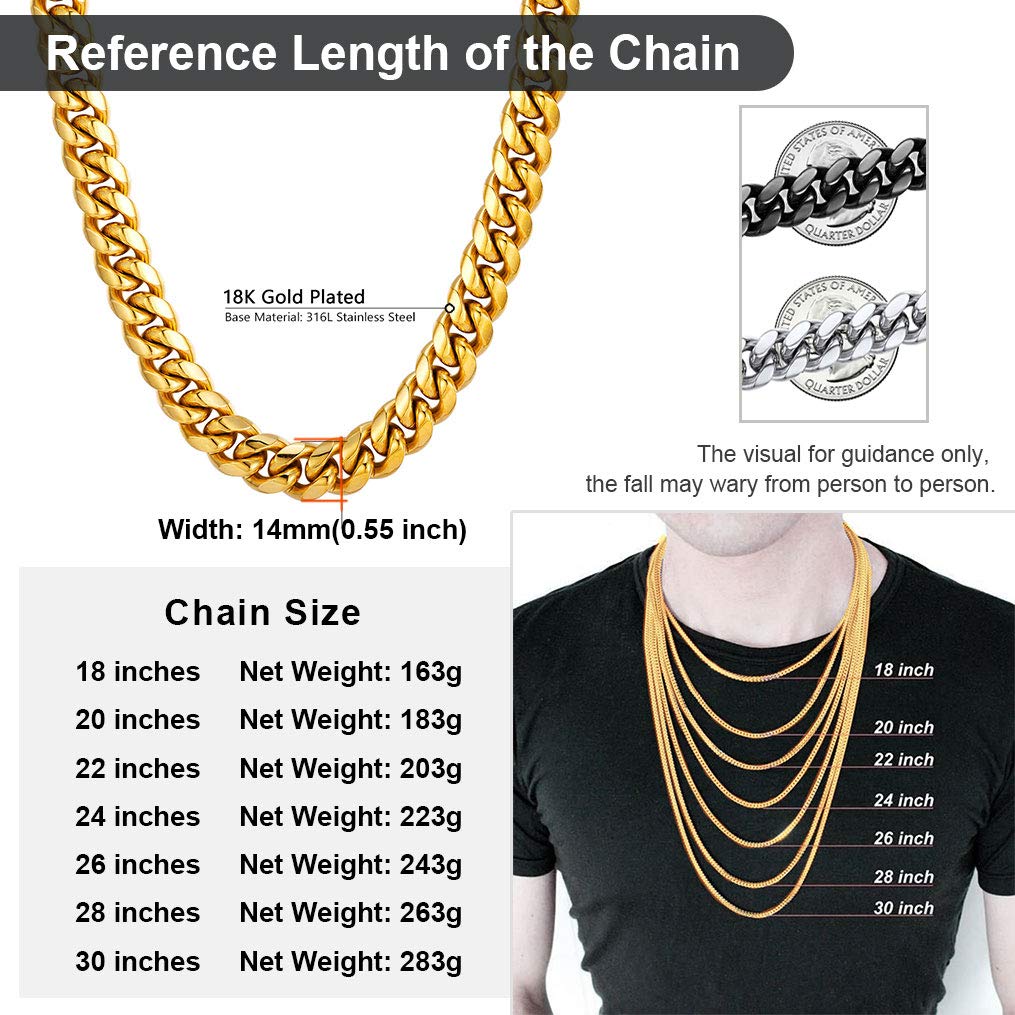 Reference Length of the Chain
18K Gold Plated
Base Material: 316L Stainless Steel
UNITED STATES OF AMER
QUARTER DOLLAR
STATES OF AMER
QUARTER DOLLAR
The visual for guidance only,
the fall may wary from person to person.
Width: 14mm(0.55 inch)
Chain Size
18 inches Net Weight: 163g
20 inches Net Weight: 183g
22 inches Net Weight: 203g
24 inches Net Weight: 223g
26 inches Net Weight: 243g
28 inches Net Weight: 263g
30 inches Net Weight: 283g
18 inch
20 inch
22 inch
24 inch
26 inch
28 inch
30 inch